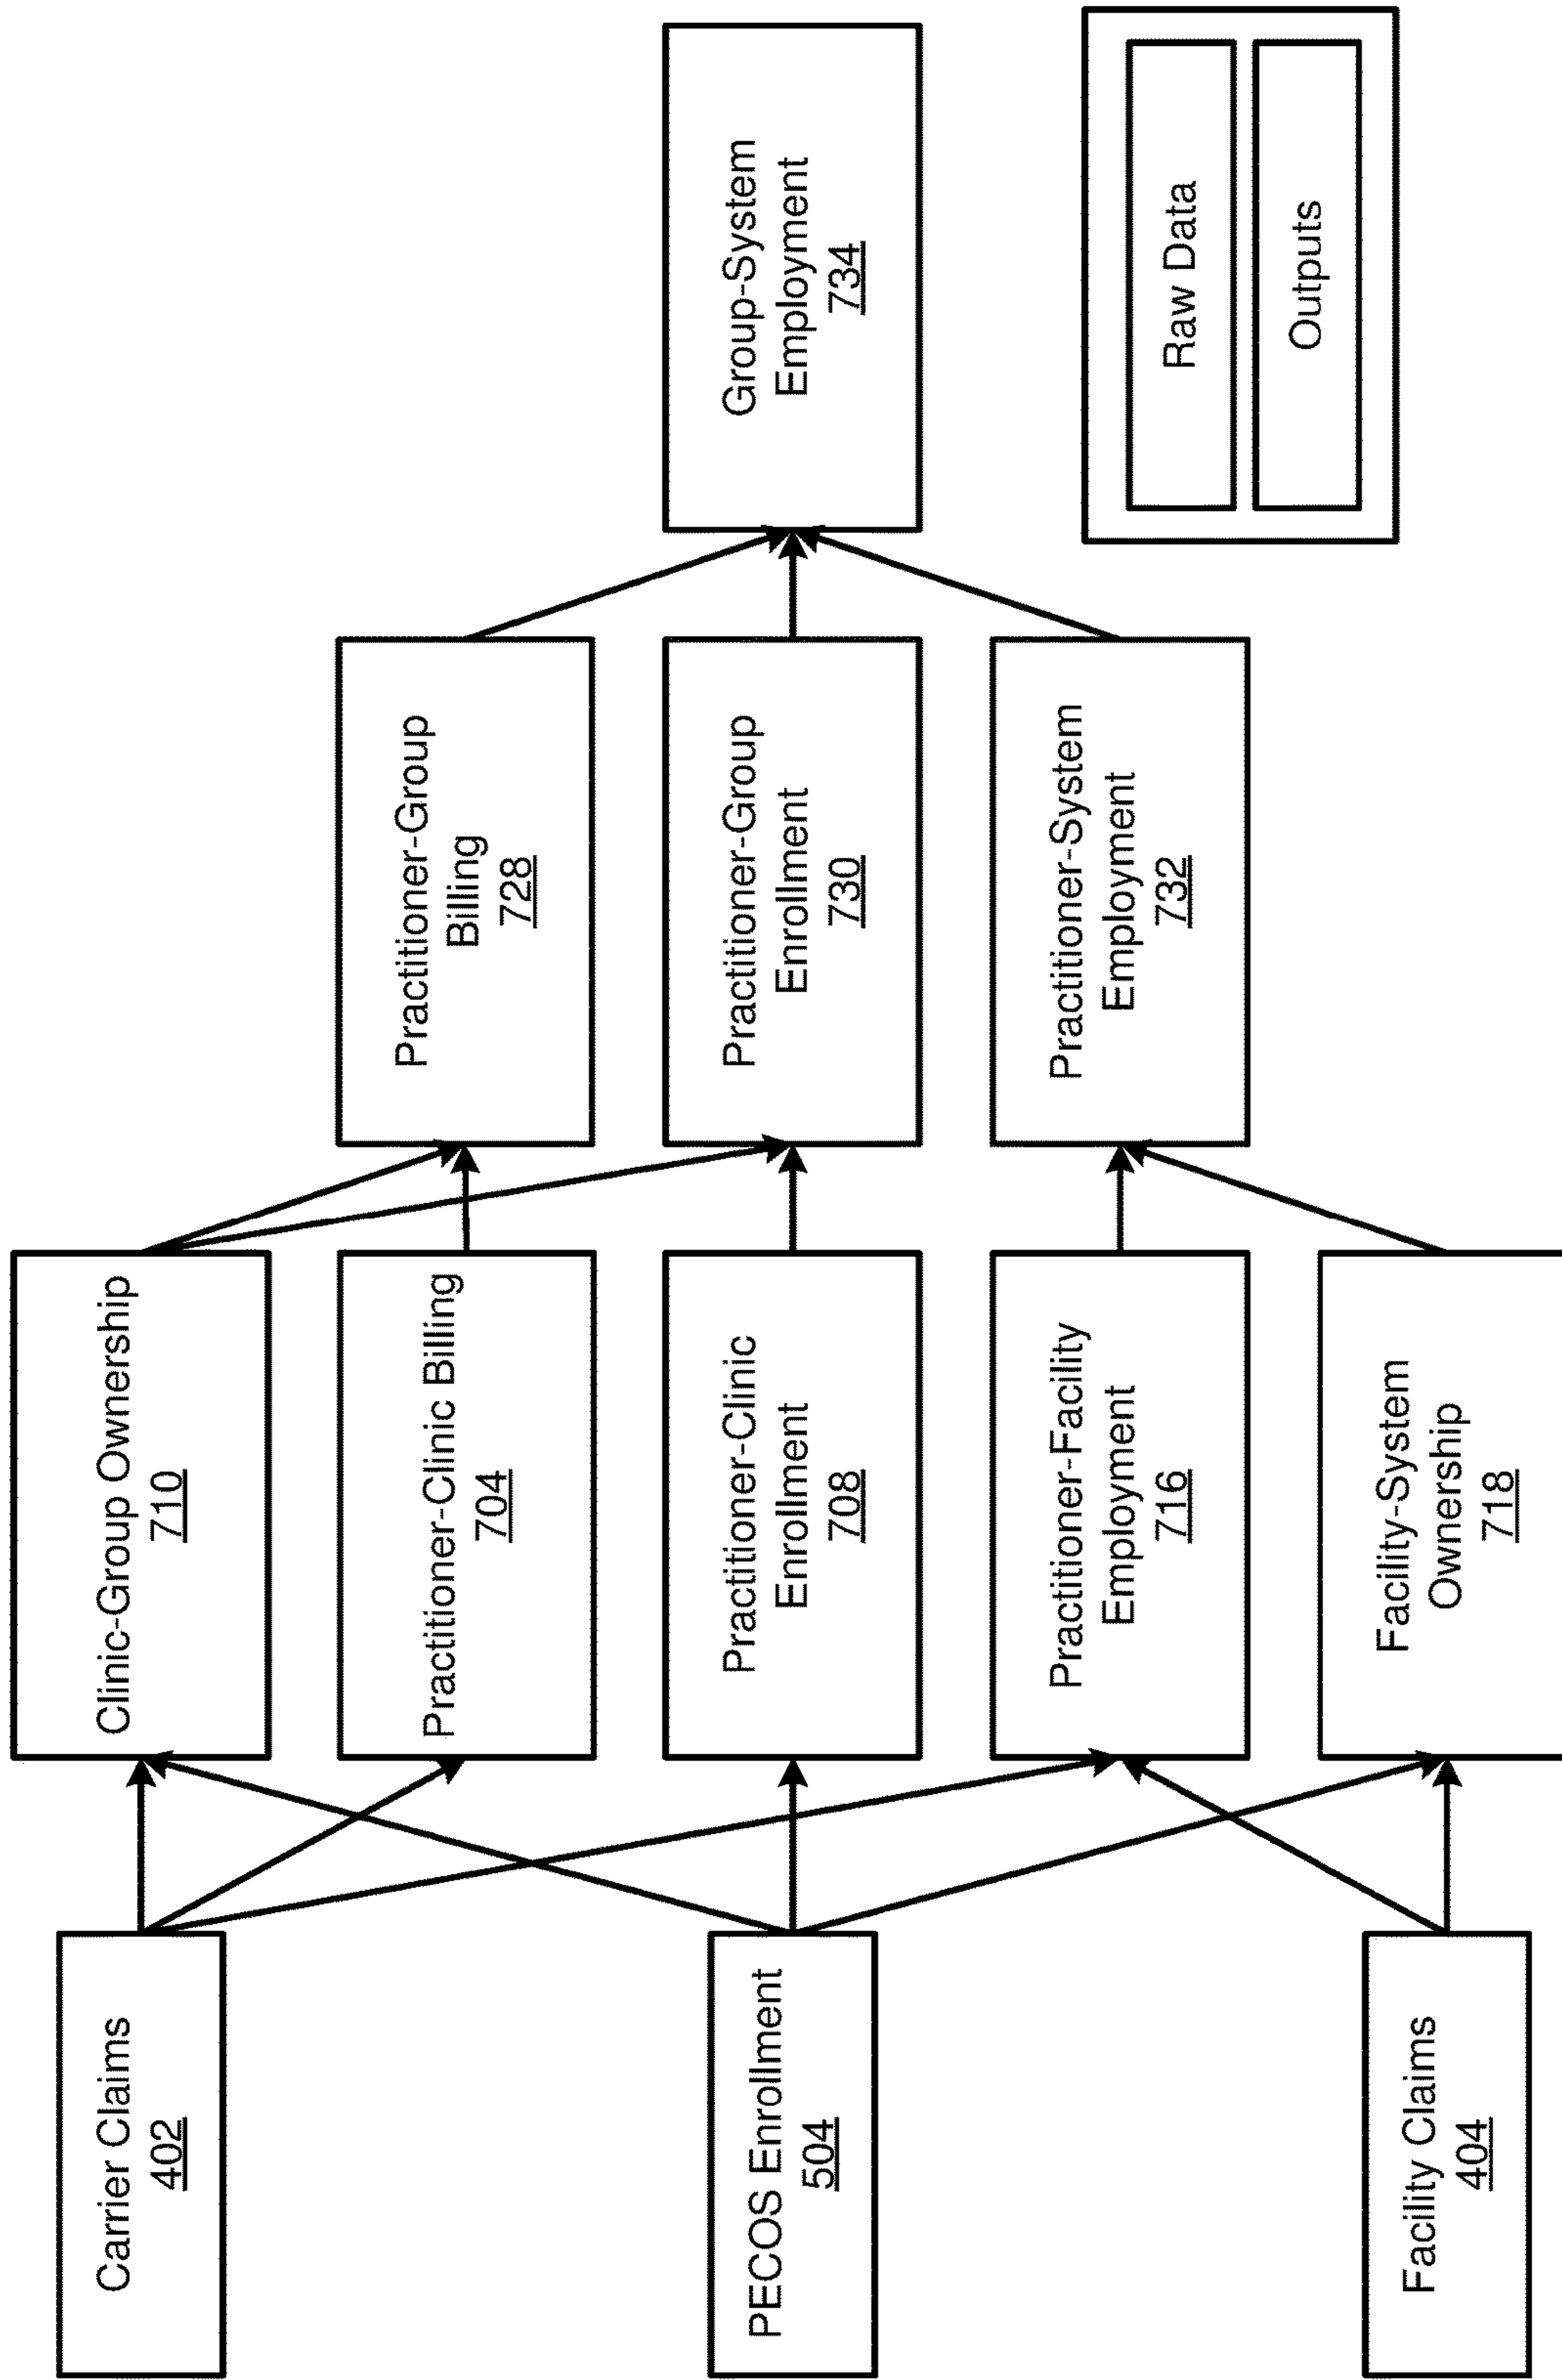 Carrier Claims
402
PECOS Enrollment
504
Facility Claims
404
Clinic-Group Ownership
710
Practitioner-Clinic Billing
704
Practitioner-Clinic
Enrollment
708
Practitioner-Facility
Employment
716
Facility-System
Ownership
718
Practitioner-Group
Billing
728
Practitioner-Group
Enrollment
730
Practitioner-System
Employment
732
Group-System
Employment
734
Raw Data
Outputs